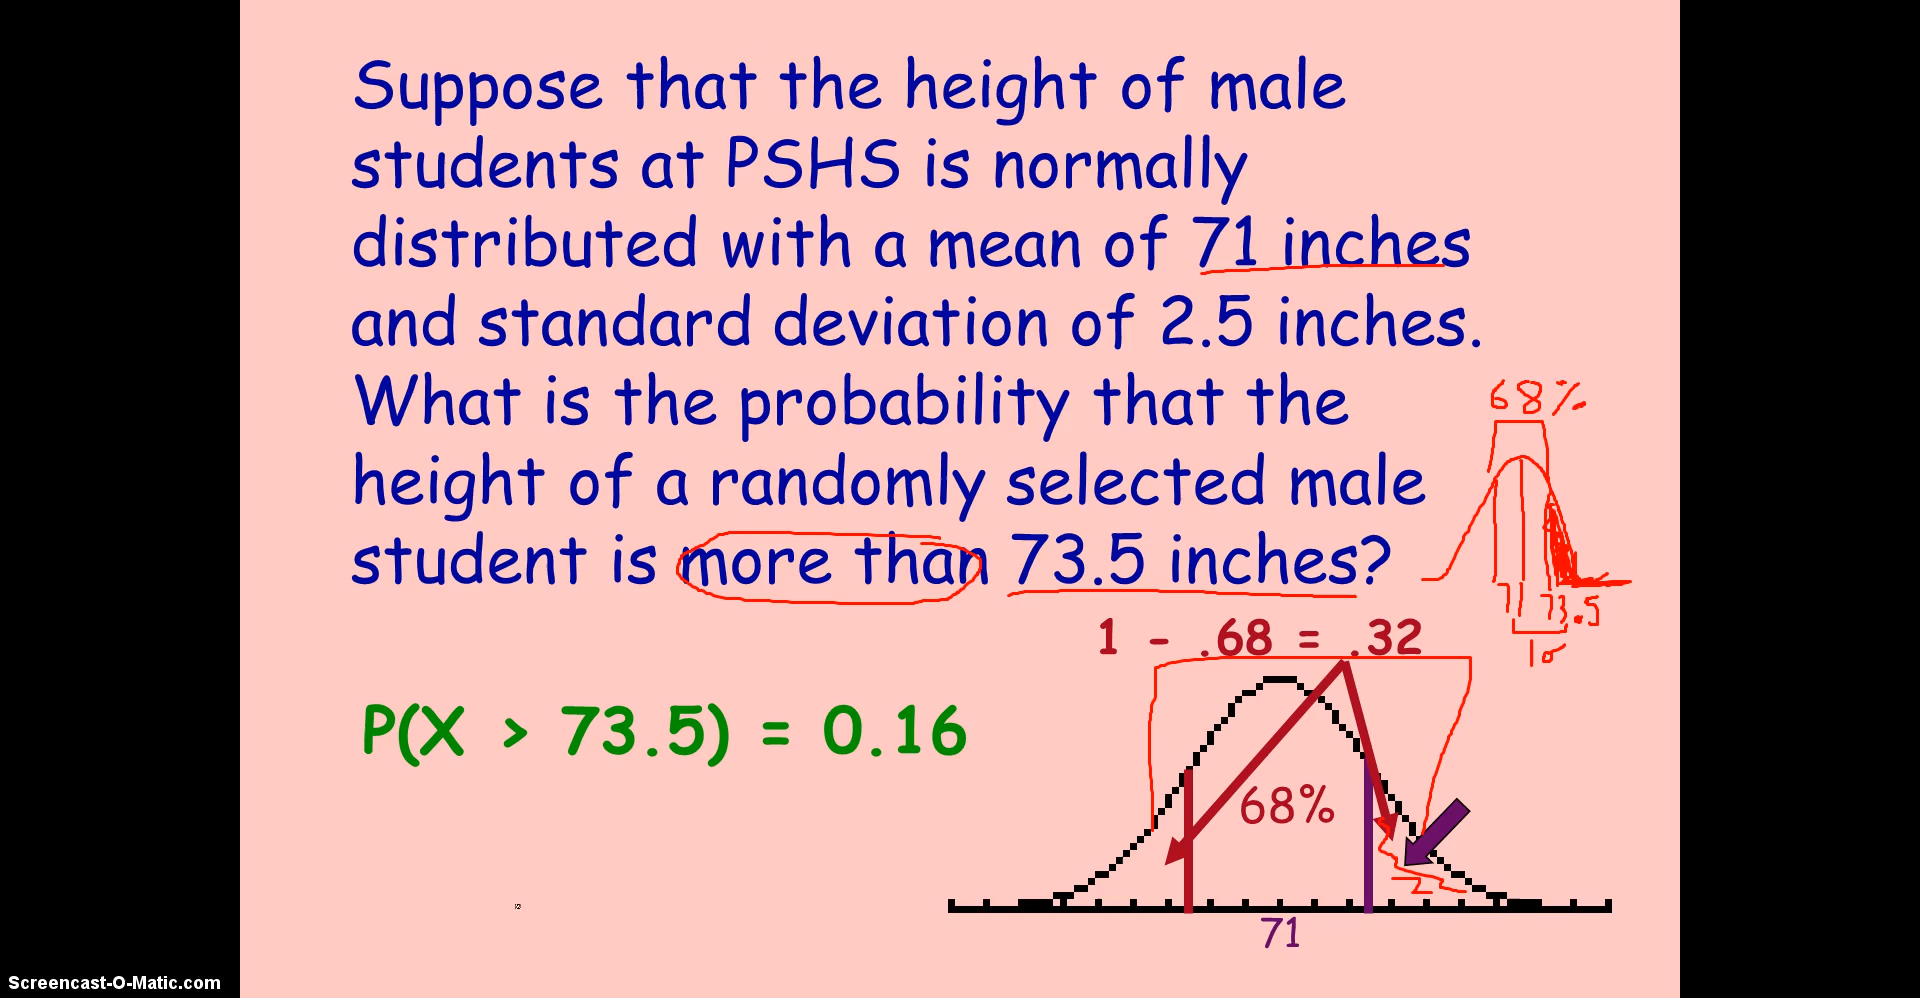 Suppose that the height of male
students at PSHS is normally
distributed with a mean of 71 inches
and standard deviation of 2.5 inches.
What is the probability that the
height of a randomly selected male
student is more than 73.5 inches?
68%
71 73.5
1 - .68 = .32
P(X > 73.5) = 0.16
68%
71
Screencast-O-Matic.com